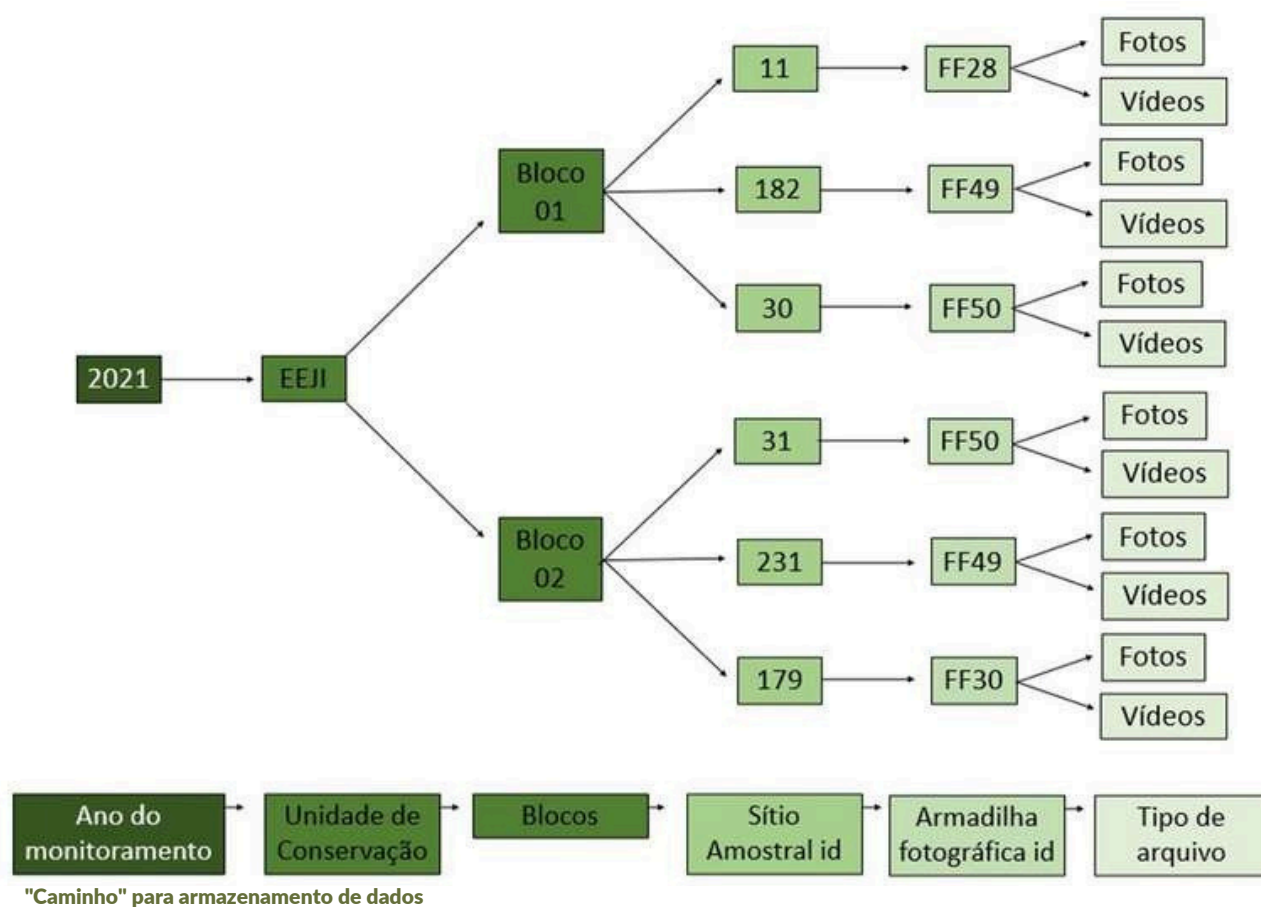 2021
EEJI
Bloco
01
11
FF28
Fotos
Vídeos
182
FF49
Fotos
Vídeos
30
FF50
Fotos
Vídeos
Bloco
02
31
FF50
Fotos
Vídeos
231
FF49
Fotos
Vídeos
179
FF30
Fotos
Vídeos
Ano do
monitoramento
Unidade de
Conservação
Blocos
Sítio
Amostral id
Armadilha
fotográfica id
Tipo de
arquivo
"Caminho" para armazenamento de dados